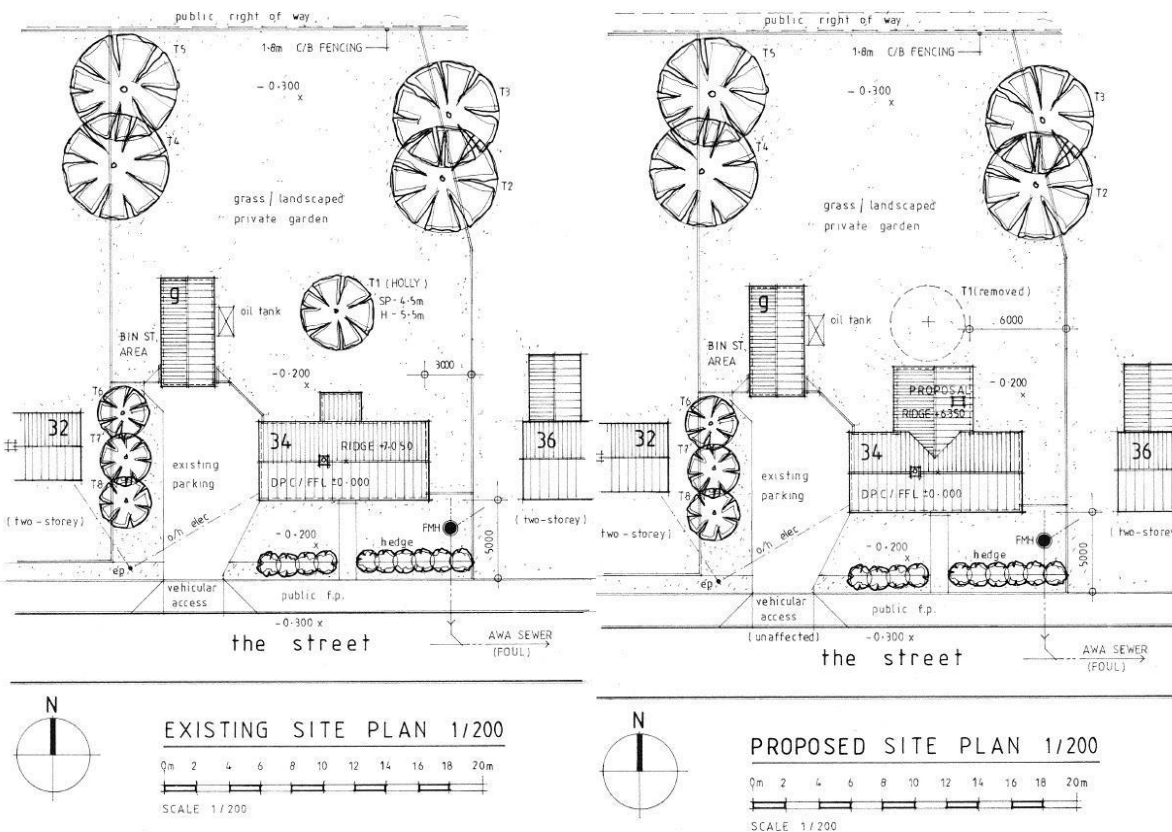 public right of way
1·8m C/B FENCING
T5
-0·300
x
T3
T4
T2
grass / landscaped
private garden
g
T1 (HOLLY)
SP-4·5m
H-5·5m
oil tank
BIN ST.
AREA
3000
-0·200
x
T6
32
34
RIDGE +7·050
36
T7
existing
parking
DPC/FFL ±0·000
T8
(two-storey)
o/h elec
FMH
(two-storey)
-0·200
x
hedge
5000
ep
vehicular
access
public f.p.
-0·300 x
the street
AWA SEWER
(FOUL)
N
EXISTING SITE PLAN 1/200
0m 2 4 6 8 10 12 14 16 18 20m
SCALE 1/200
public right of way
1·8m C/B FENCING
T5
-0·300
x
T3
T4
T2
grass / landscaped
private garden
g
T1(removed)
oil tank
6000
BIN ST.
AREA
-0·200
x
PROPOSAL
RIDGE +6350
T6
32
34
36
T7
existing
parking
DPC/FFL ±0·000
T8
two-storey)
o/h elec
FMH
(two-storey
-0·200
x
hedge
5000
ep
vehicular
access
(unaffected)
public f.p.
-0·300 x
the street
AWA SEWER
(FOUL)
N
PROPOSED SITE PLAN 1/200
0m 2 4 6 8 10 12 14 16 18 20m
SCALE 1/200